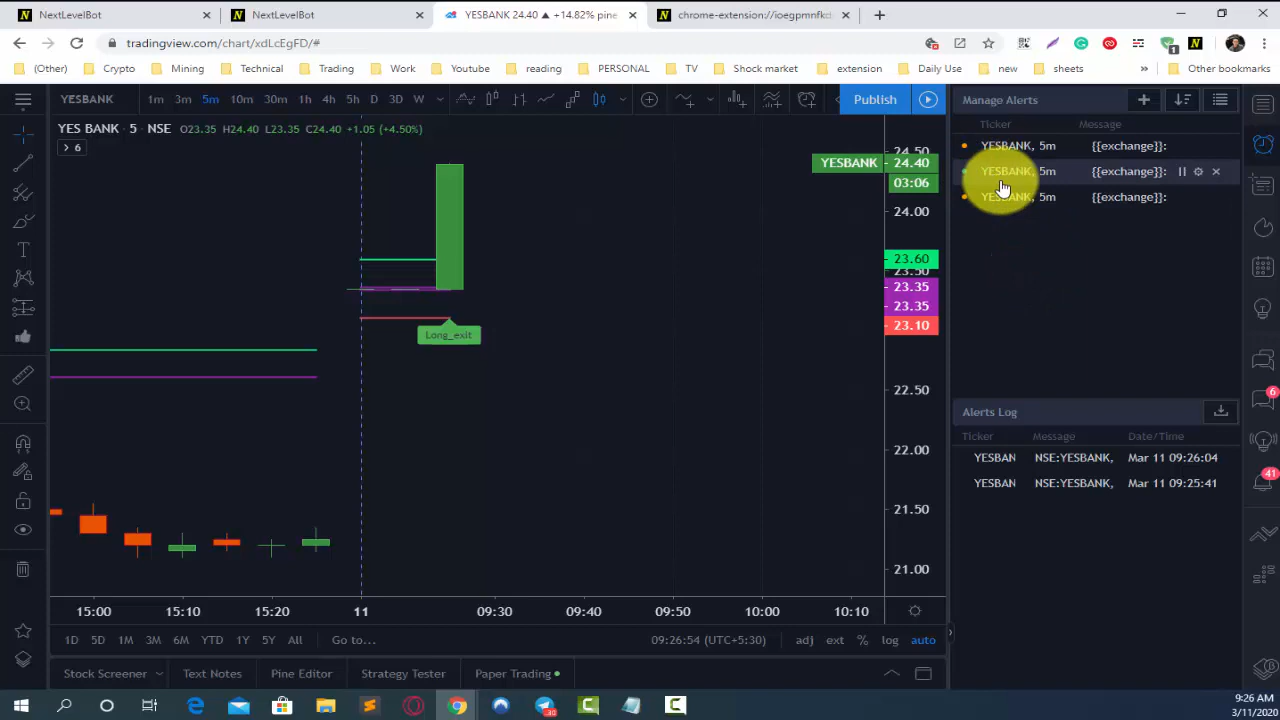 NextLevelBot
NextLevelBot
YESBANK 24.40 ▲ +14.82% pine
chrome-extension://ioegpmnfkd
tradingview.com/chart/xdLcEgFD/#
(Other) Crypto Mining Technical Trading Work Youtube reading PERSONAL TV Stock market extension Daily Use new sheets » Other bookmarks
YESBANK 1m 3m 5m 10m 30m 1h 4h 5h D 3D W Publish
Manage Alerts
YES BANK · 5 · NSE O23.35 H24.40 L23.35 C24.40 +1.05 (+4.50%)
> 6
Ticker Message
YESBANK, 5m {{exchange}}:
YESBANK, 5m {{exchange}}:
YESBANK, 5m {{exchange}}:
24.50
YESBANK 24.40
03:06
24.00
23.60
23.50
23.35
23.35
23.10
Long_exit
22.50
22.00
21.50
21.00
Alerts Log
Ticker Message Date/Time
YESBAN NSE:YESBANK, Mar 11 09:26:04
YESBAN NSE:YESBANK, Mar 11 09:25:41
6
41
15:00 15:10 15:20 11 09:30 09:40 09:50 10:00 10:10
1D 5D 1M 3M 6M YTD 1Y 5Y All Go to... 09:26:54 (UTC+5:30) adj ext % log auto
Stock Screener Text Notes Pine Editor Strategy Tester Paper Trading
30
9:26 AM
3/11/2020